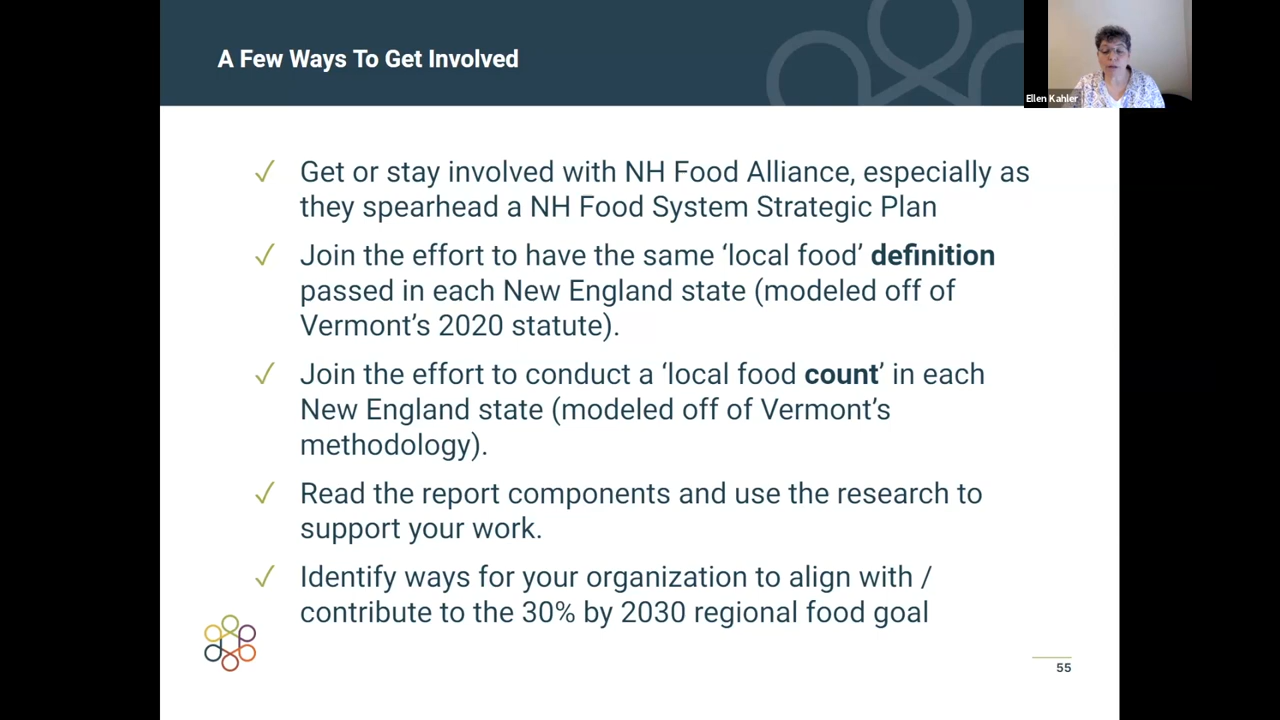 A Few Ways To Get Involved
Ellen Kahler
✓ Get or stay involved with NH Food Alliance, especially as
they spearhead a NH Food System Strategic Plan
✓ Join the effort to have the same ‘local food’ definition
passed in each New England state (modeled off of
Vermont’s 2020 statute).
✓ Join the effort to conduct a ‘local food count’ in each
New England state (modeled off of Vermont’s
methodology).
✓ Read the report components and use the research to
support your work.
✓ Identify ways for your organization to align with /
contribute to the 30% by 2030 regional food goal
55